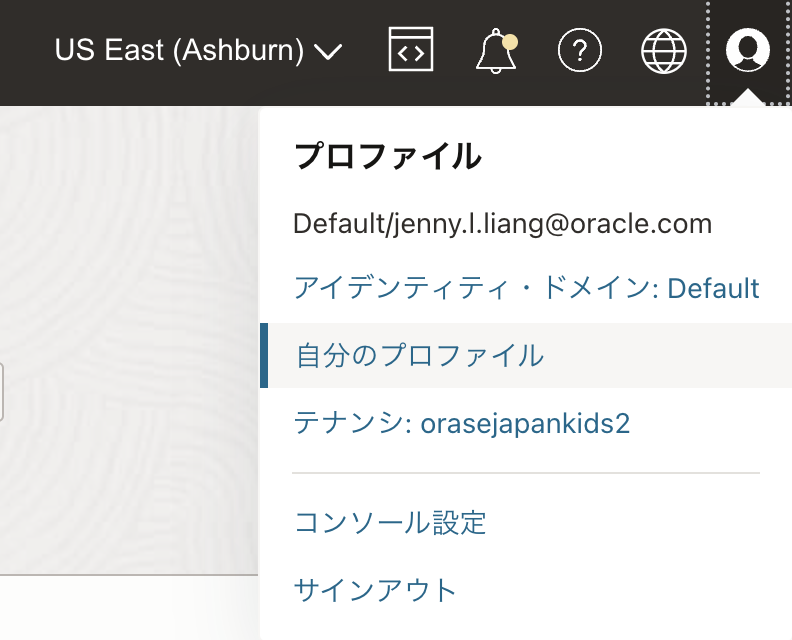 US East (Ashburn)
プロファイル
Default/jenny.l.liang@oracle.com
アイデンティティ・ドメイン: Default
自分のプロファイル
テナンシ: orasejapankids2
コンソール設定
サインアウト